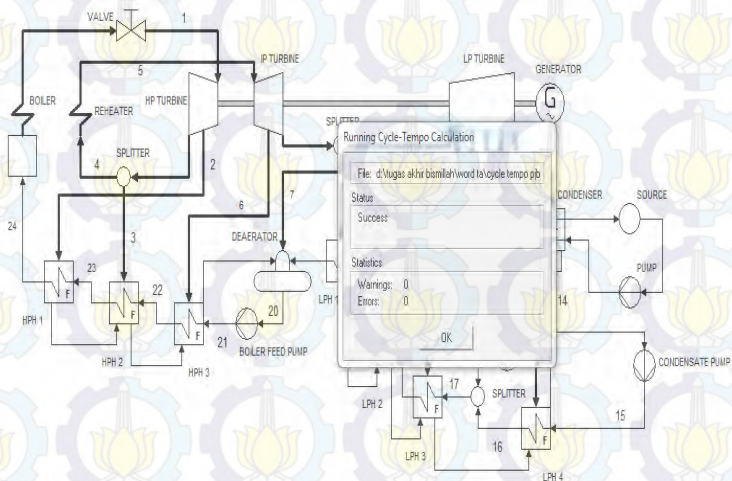 VALVE
1
5
IP TURBINE
LP TURBINE
GENERATOR
G
BOILER
REHEATER
HP TURBINE
SPLITTER
4
2
3
6
7
24
23
22
21
20
F
F
HPH 1
HPH 2
HPH 3
DEAERATOR
BOILER FEED PUMP
LPH 1
Running Cycle-Tempo Calculation
File: d:\tugas akhir bismilah\word ta\cycle tempo pjb
Status
Success
Statistics
Warnings: 0
Errors: 0
OK
CONDENSER
SOURCE
PUMP
14
CONDENSATE PUMP
15
LPH 2
F
17
SPLITTER
16
F
LPH 3
LPH 4